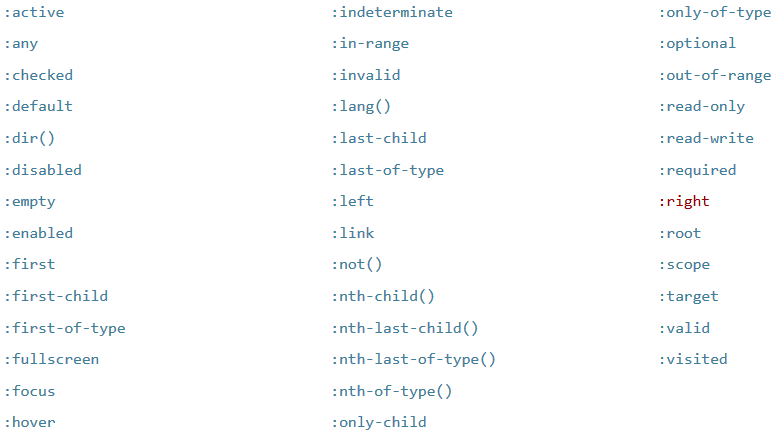 :active
:any
:checked
:default
:dir()
:disabled
:empty
:enabled
:first
:first-child
:first-of-type
:fullscreen
:focus
:hover
:indeterminate
:in-range
:invalid
:lang()
:last-child
:last-of-type
:left
:link
:not()
:nth-child()
:nth-last-child()
:nth-last-of-type()
:nth-of-type()
:only-child
:only-of-type
:optional
:out-of-range
:read-only
:read-write
:required
:right
:root
:scope
:target
:valid
:visited